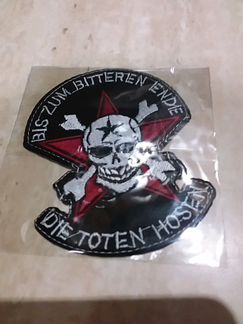 BIS ZUM BITTEREN ENDE
DIE TOTEN HOSEN